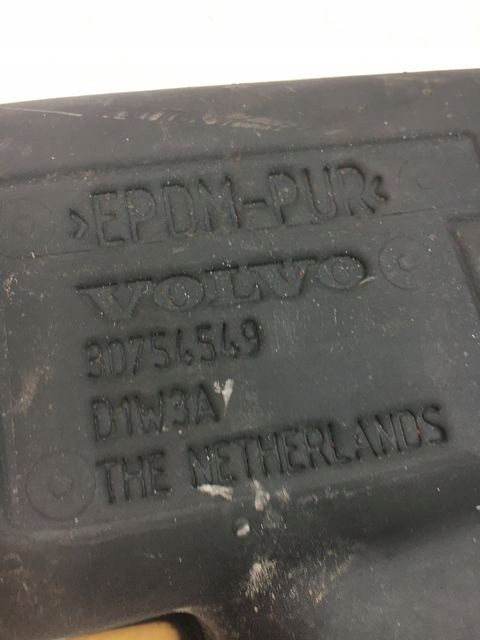 >EPDM-PUR<
VOLVO
30754549
D1W3A
THE NETHERLANDS